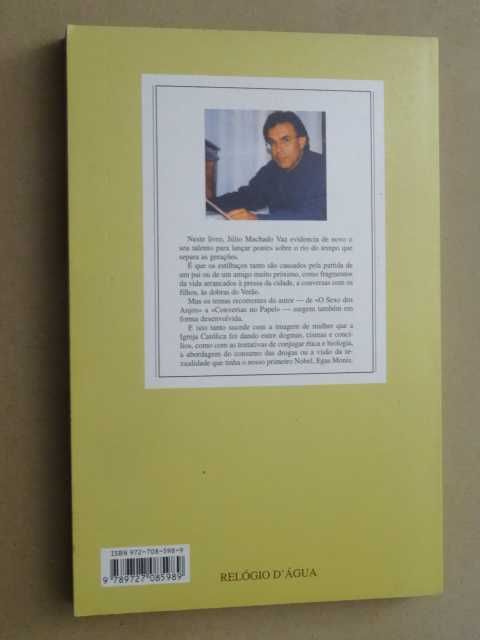 Neste livro, Júlio Machado Vaz evidencia de novo o
seu talento para lançar pontes sobre o rio do tempo que
separa as gerações.
É que os estilhaços tanto são causados pela partida de
um pai ou de um amigo muito próximo, como fragmentos
da vida arrancados à pressa da cidade, a conversas com os
filhos, às dobras do Verão.
Mas os temas recorrentes do autor — de «O Sexo dos
Anjos» a «Conversas no Papel» — surgem também em
forma desenvolvida.
E isso tanto sucede com a imagem de mulher que a
Igreja Católica foi dando entre dogmas, cismas e concí-
lios, como com as tentativas de conjugar ética e biologia,
a abordagem do consumo das drogas ou a visão da se-
xualidade que tinha o nosso primeiro Nobel, Egas Moniz.
ISBN 972-708-598-9
9 789727 085989
RELÓGIO D'ÁGUA